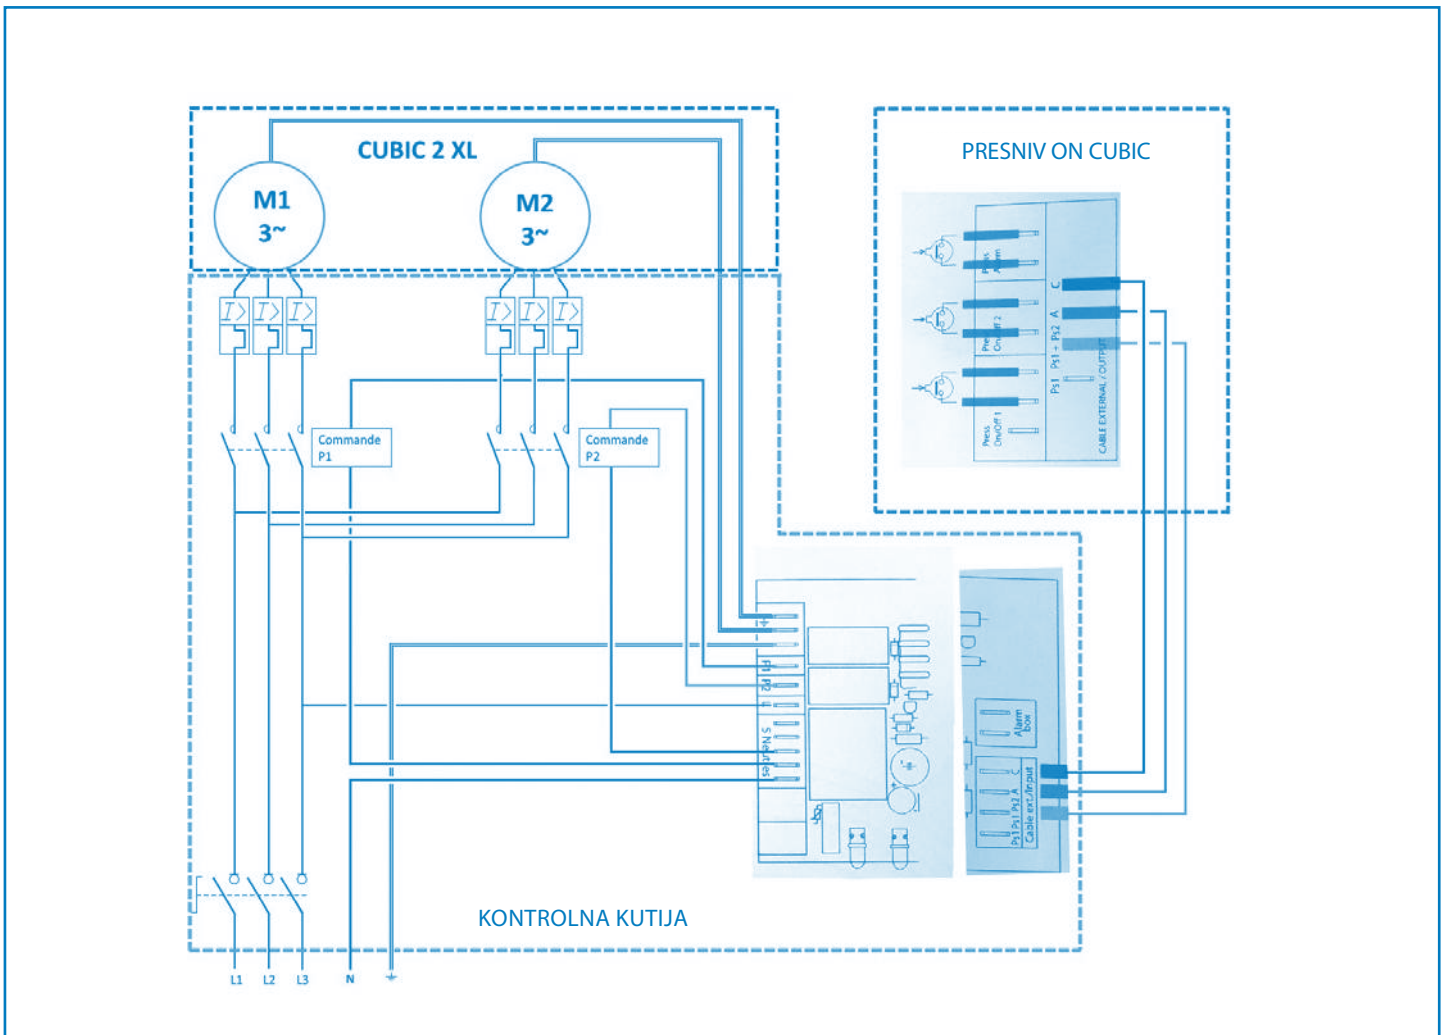 CUBIC 2 XL
M1
3~
M2
3~
PRESNIV ON CUBIC
Press
Alarm
Press
On/Off 2
Press
On/Off 1
C
A
Ps1 + Ps2
Ps1
CABLE EXTERNAL / OUTPUT
I>
I>
I>
I>
I>
I>
Commande
P1
Commande
P2
P1
P2
L
S Neutres
Alarm
box
Ps1 Ps1 Ps2 A C
Cable ext./Input
KONTROLNA KUTIJA
L1
L2
L3
N